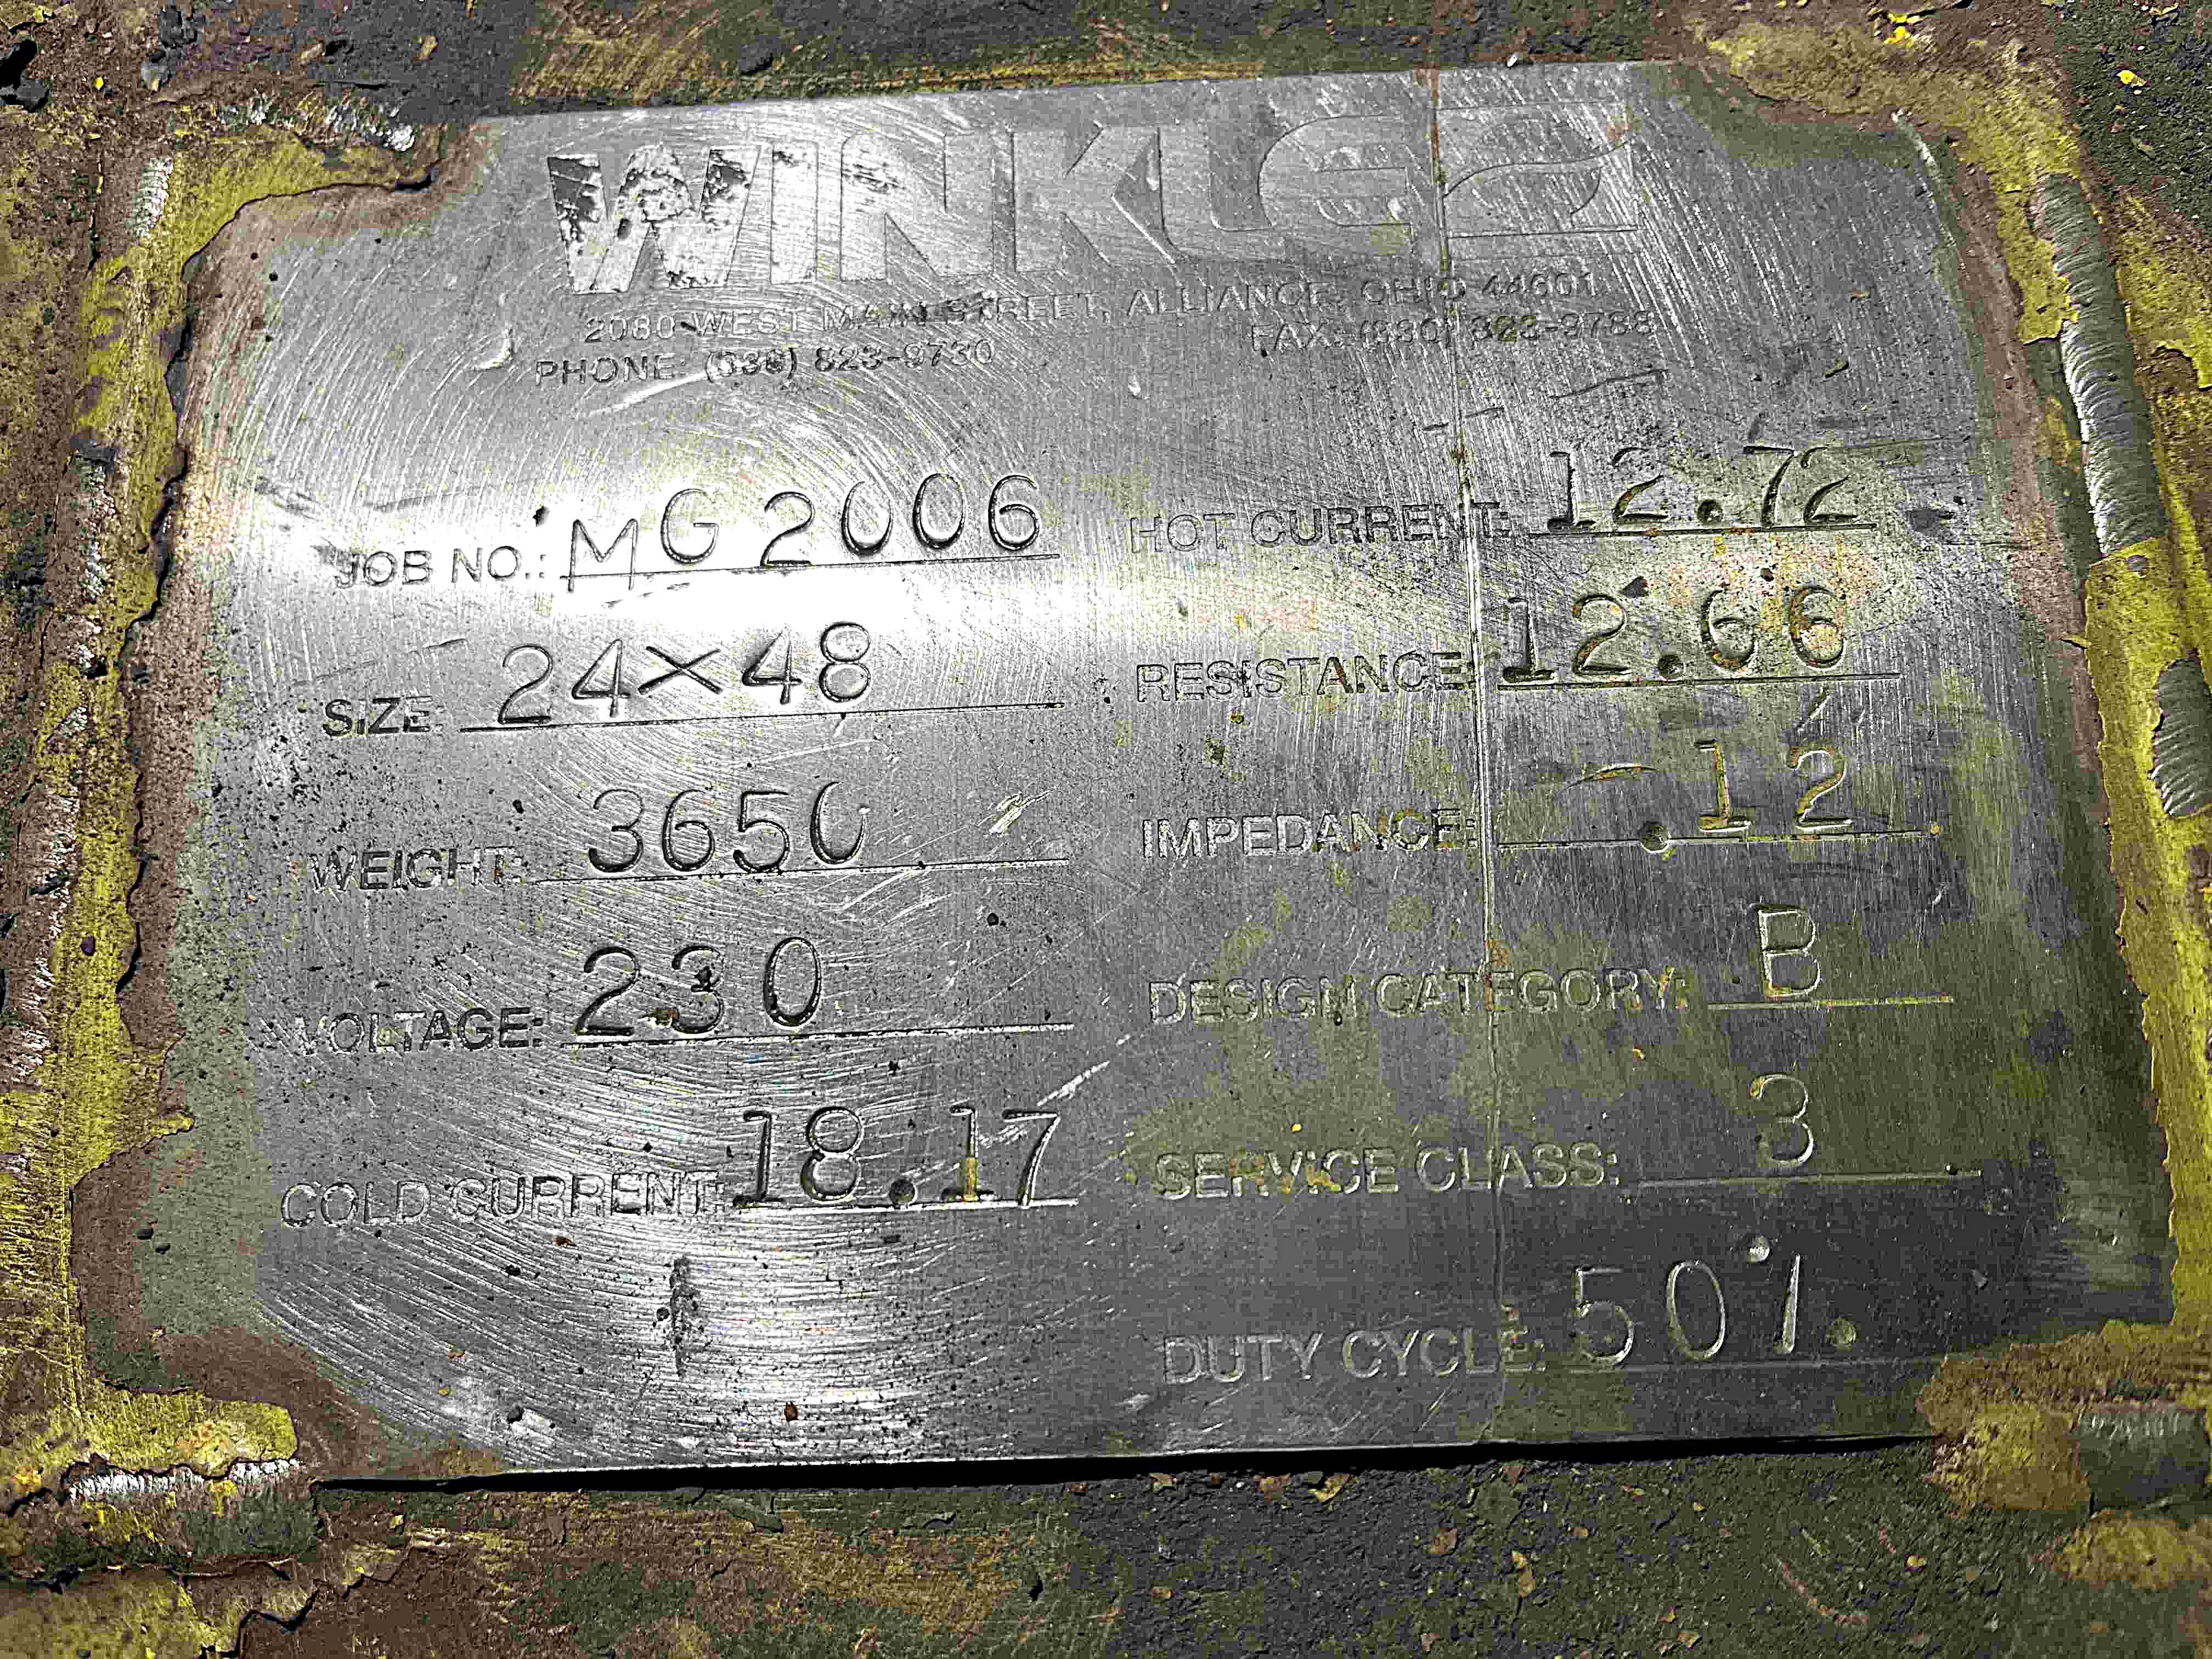 WINKLE
2080 WEST MAIN STREET, ALLIANCE, OHIO 44601
PHONE: (330) 823-9730 FAX: (330) 823-9788
JOB NO.: MG2006 HOT CURRENT: 12.72
SIZE: 24×48 RESISTANCE: 12.66
WEIGHT: 3650 IMPEDANCE: .12
VOLTAGE: 230 DESIGN CATEGORY: B
COLD CURRENT: 18.17 SERVICE CLASS: 3
DUTY CYCLE: 50%